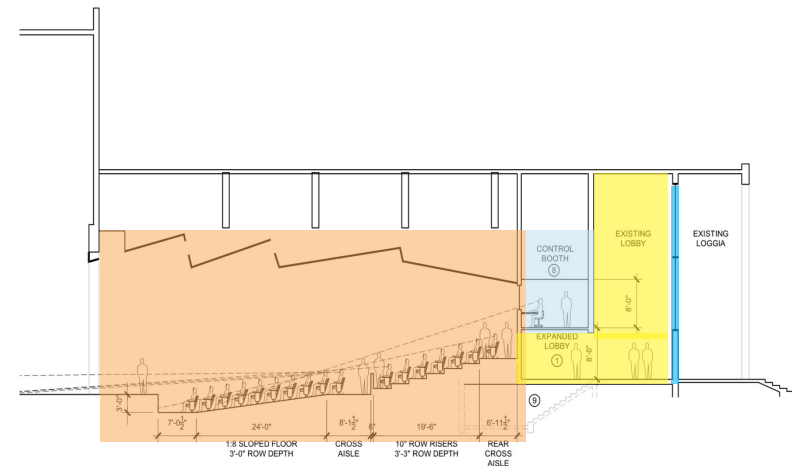 EXISTING
LOBBY
EXISTING
LOGGIA
CONTROL
BOOTH
8
8'-0"
EXPANDED
LOBBY
1
8'-6"
9
3'-0"
7'-0½"
24'-0"
8'-1½"
6"
19'-6"
6'-11½"
1:8 SLOPED FLOOR
3'-0" ROW DEPTH
CROSS
AISLE
10" ROW RISERS
3'-3" ROW DEPTH
REAR
CROSS
AISLE